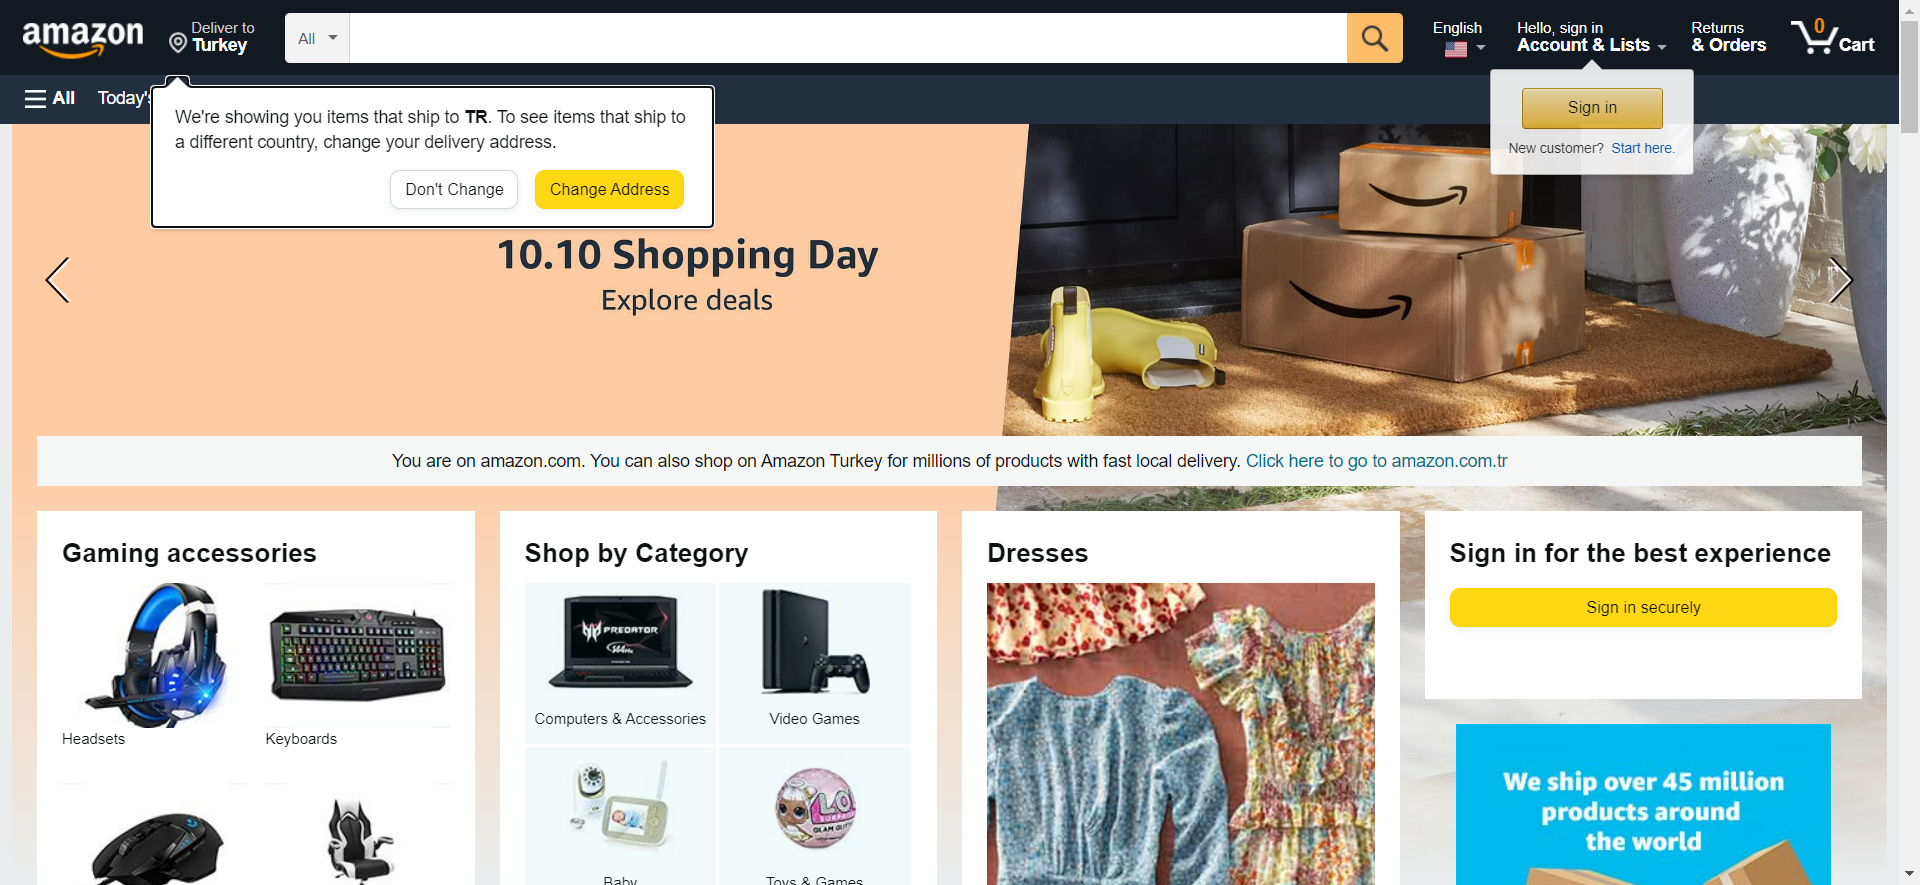 amazon
Deliver to
Turkey
All
English
Hello, sign in
Account & Lists
Returns
& Orders
0
Cart
All
Today's
We're showing you items that ship to TR. To see items that ship to
a different country, change your delivery address.
Don't Change
Change Address
Sign in
New customer? Start here.
10.10 Shopping Day
Explore deals
You are on amazon.com. You can also shop on Amazon Turkey for millions of products with fast local delivery. Click here to go to amazon.com.tr
Gaming accessories
Headsets
Keyboards
Shop by Category
PREDATOR
144Hz
Computers & Accessories
Video Games
L.O.L.
SURPRISE
GLAM GLITTER
Baby
Toys & Games
Dresses
Sign in for the best experience
Sign in securely
We ship over 45 million
products around
the world